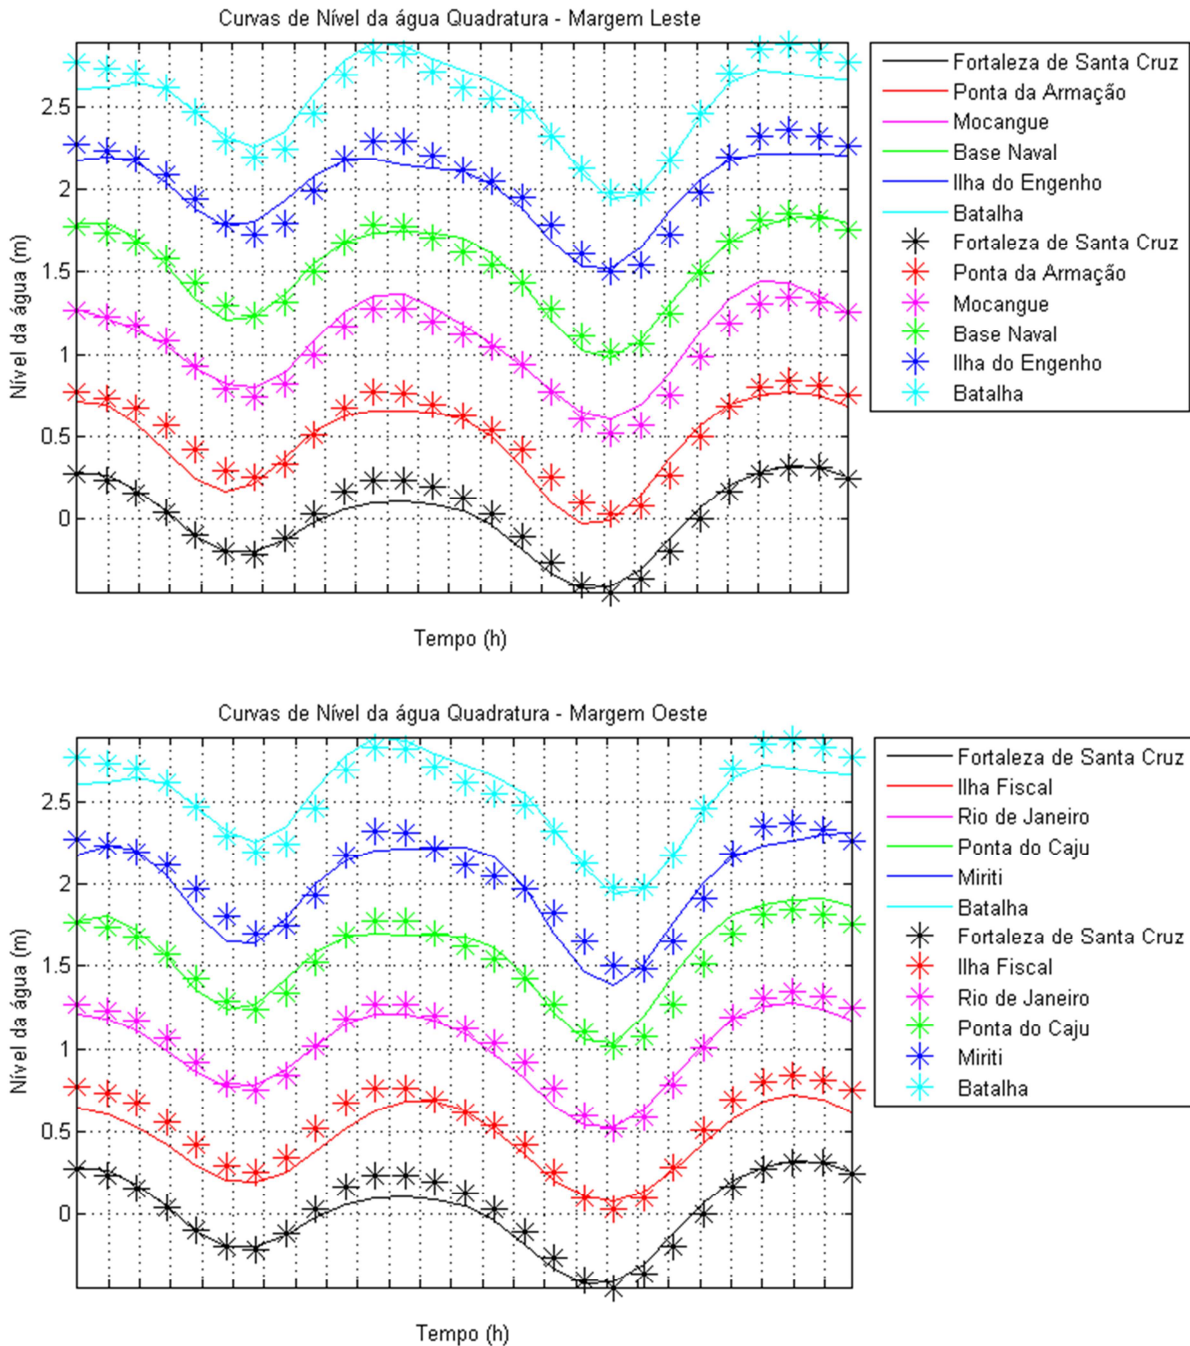 Curvas de Nível da água Quadratura - Margem Leste
Nível da água (m)
2.5
2
1.5
1
0.5
0
Tempo (h)
Fortaleza de Santa Cruz
Ponta da Armação
Mocangue
Base Naval
Ilha do Engenho
Batalha
Fortaleza de Santa Cruz
Ponta da Armação
Mocangue
Base Naval
Ilha do Engenho
Batalha
Curvas de Nível da água Quadratura - Margem Oeste
Nível da água (m)
2.5
2
1.5
1
0.5
0
Tempo (h)
Fortaleza de Santa Cruz
Ilha Fiscal
Rio de Janeiro
Ponta do Caju
Miriti
Batalha
Fortaleza de Santa Cruz
Ilha Fiscal
Rio de Janeiro
Ponta do Caju
Miriti
Batalha